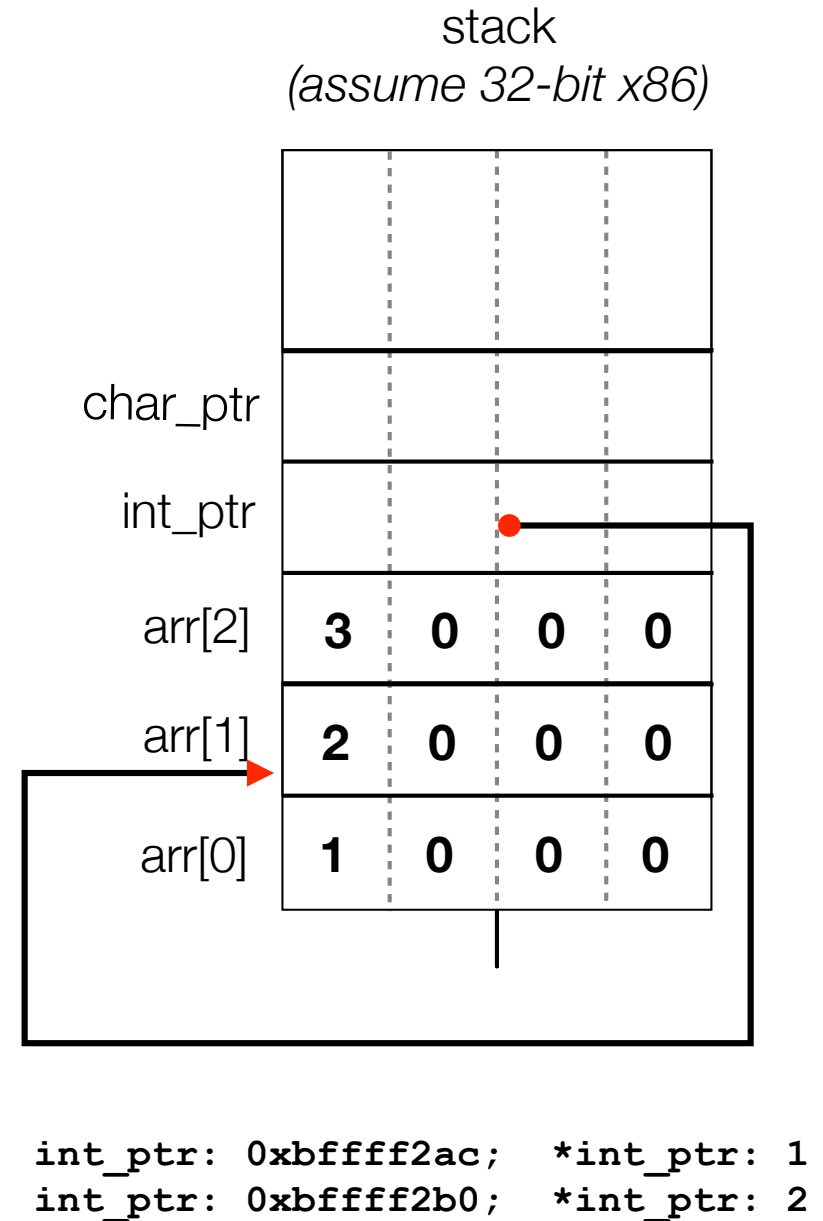 stack
(assume 32-bit x86)
char_ptr
int_ptr
arr[2] 3 0 0 0
arr[1] 2 0 0 0
arr[0] 1 0 0 0
int_ptr: 0xbffff2ac; *int_ptr: 1
int_ptr: 0xbffff2b0; *int_ptr: 2